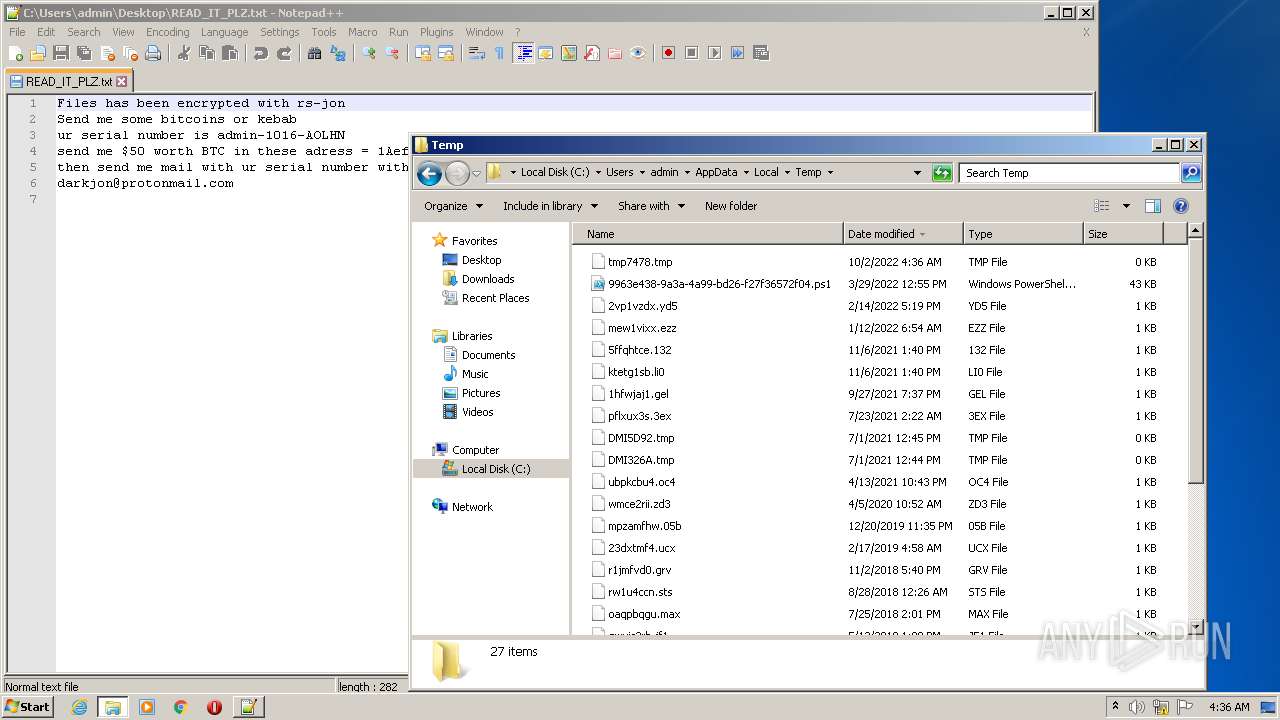 C:\Users\admin\Desktop\READ_IT_PLZ.txt - Notepad++
File Edit Search View Encoding Language Settings Tools Macro Run Plugins Window ? X
READ_IT_PLZ.txt
1 Files has been encrypted with rs-jon
2 Send me some bitcoins or kebab
3 ur serial number is admin-1016-AOLHN
4 send me $50 worth BTC in these adress = 1Aef
5 then send me mail with ur serial number with
6 darkjon@protonmail.com
7
Temp
Local Disk (C:) Users admin AppData Local Temp
Search Temp
Organize Include in library Share with New folder
Favorites
Desktop
Downloads
Recent Places
Libraries
Documents
Music
Pictures
Videos
Computer
Local Disk (C:)
Network
Name Date modified Type Size
tmp7478.tmp 10/2/2022 4:36 AM TMP File 0 KB
9963e438-9a3a-4a99-bd26-f27f36572f04.ps1 3/29/2022 12:55 PM Windows PowerShel... KB
2vp1vzdx.yd5 2/14/2022 5:19 PM YD5 File 1 KB
mew1vixx.ezz 1/12/2022 6:54 AM EZZ File 1 KB
5ffqhtce.132 11/6/2021 1:40 PM 132 File 1 KB
ktetg1sb.li0 11/6/2021 1:40 PM LI0 File 1 KB
1hfwjaj1.gel 9/27/2021 7:37 PM GEL File 1 KB
pflxux3s.3ex 7/23/2021 2:22 AM 3EX File 1 KB
DMI5D92.tmp 7/1/2021 12:45 PM TMP File 1 KB
DMI326A.tmp 7/1/2021 12:44 PM TMP File 0 KB
ubpkcbu4.oc4 4/13/2021 10:43 PM OC4 File 1 KB
wmce2rii.zd3 4/5/2020 10:52 AM ZD3 File 1 KB
mpzamfhw.05b 12/20/2019 11:35 PM 05B File 1 KB
23dxtmf4.ucx 2/17/2019 4:58 AM UCX File 1 KB
r1jmfvd0.grv 11/2/2018 5:40 PM GRV File 1 KB
rw1u4ccn.sts 8/28/2018 12:26 AM STS File 1 KB
oaqpbqgu.max 7/25/2018 2:01 PM MAX File 1 KB
27 items
ANY RUN
Normal text file length : 282
Start 4:36 AM